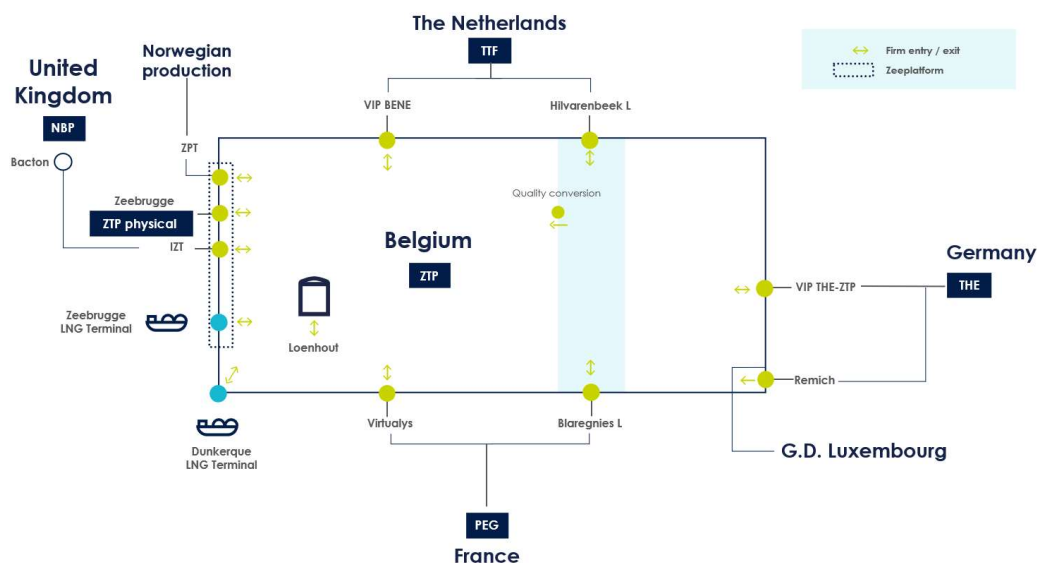 The Netherlands
TTF
Firm entry / exit
Zeeplatform
Norwegian
production
United
Kingdom
NBP
Bacton
VIP BENE
Hilvarenbeek L
ZPT
Zeebrugge
ZTP physical
IZT
Quality conversion
Belgium
ZTP
Germany
THE
VIP THE-ZTP
Zeebrugge
LNG Terminal
Loenhout
Remich
Virtualys
Blaregnies L
G.D. Luxembourg
Dunkerque
LNG Terminal
PEG
France